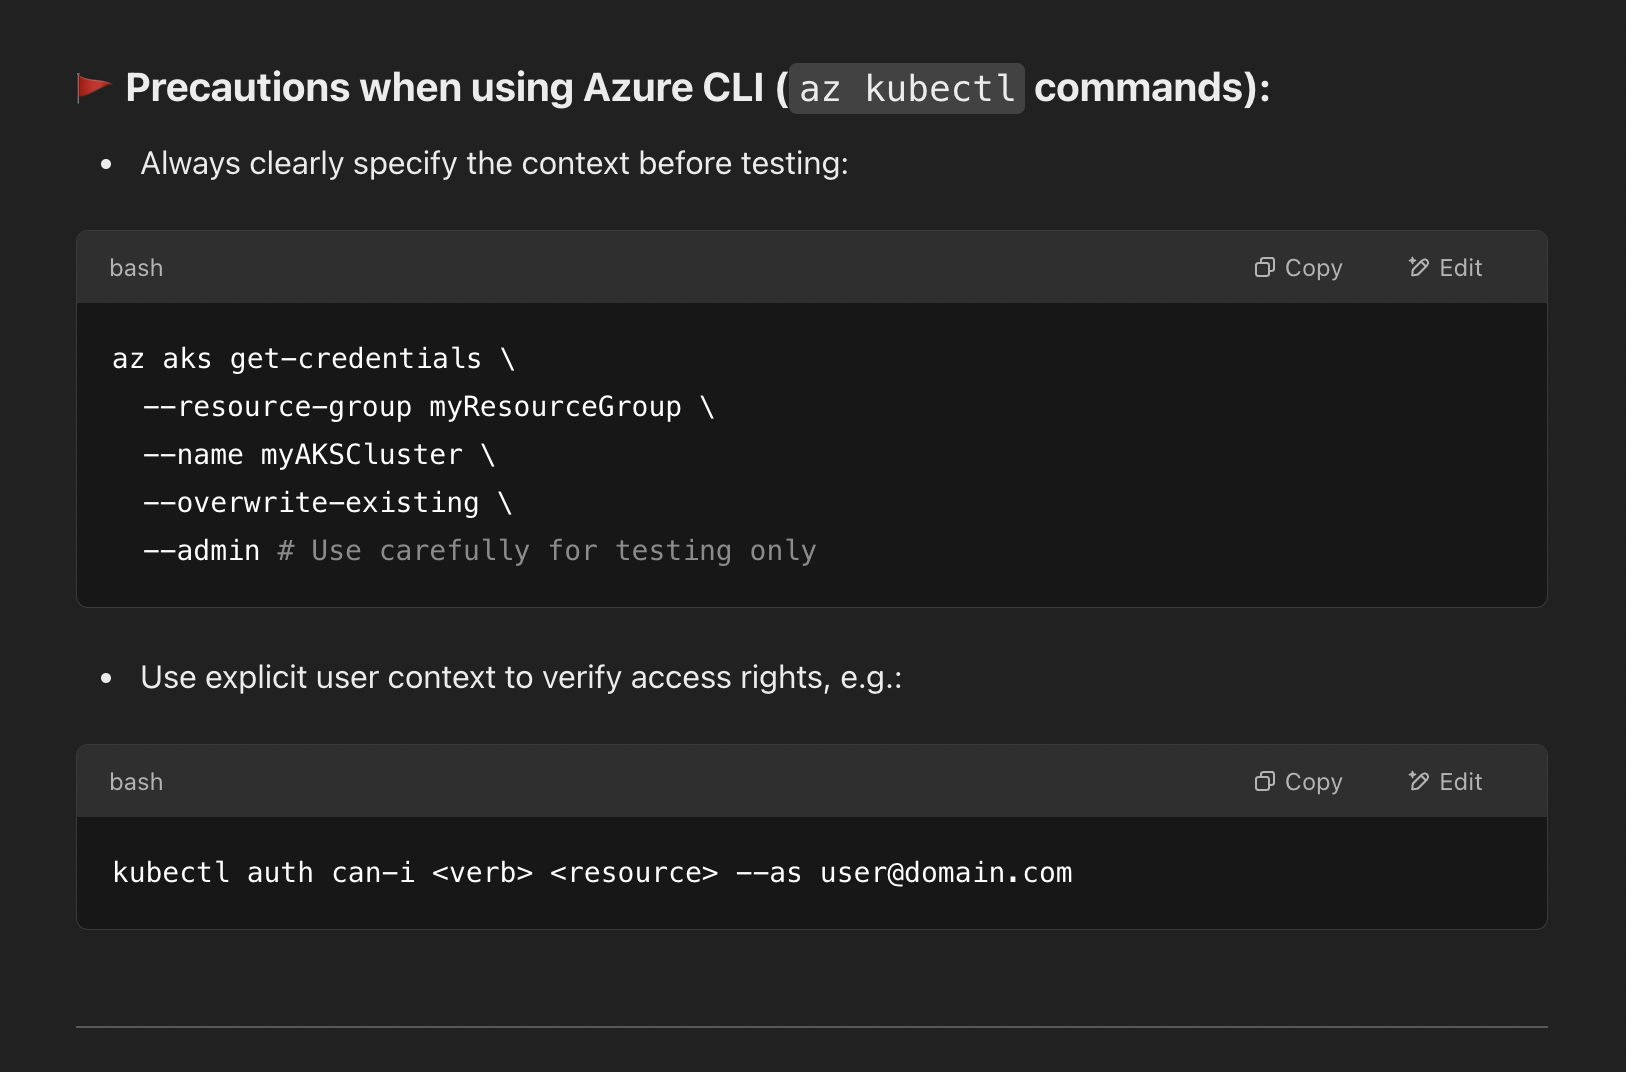 Precautions when using Azure CLI (az kubectl commands):
• Always clearly specify the context before testing:
bash Copy Edit
az aks get-credentials \
--resource-group myResourceGroup \
--name myAKSCluster \
--overwrite-existing \
--admin # Use carefully for testing only
• Use explicit user context to verify access rights, e.g.:
bash Copy Edit
kubectl auth can-i <verb> <resource> --as user@domain.com